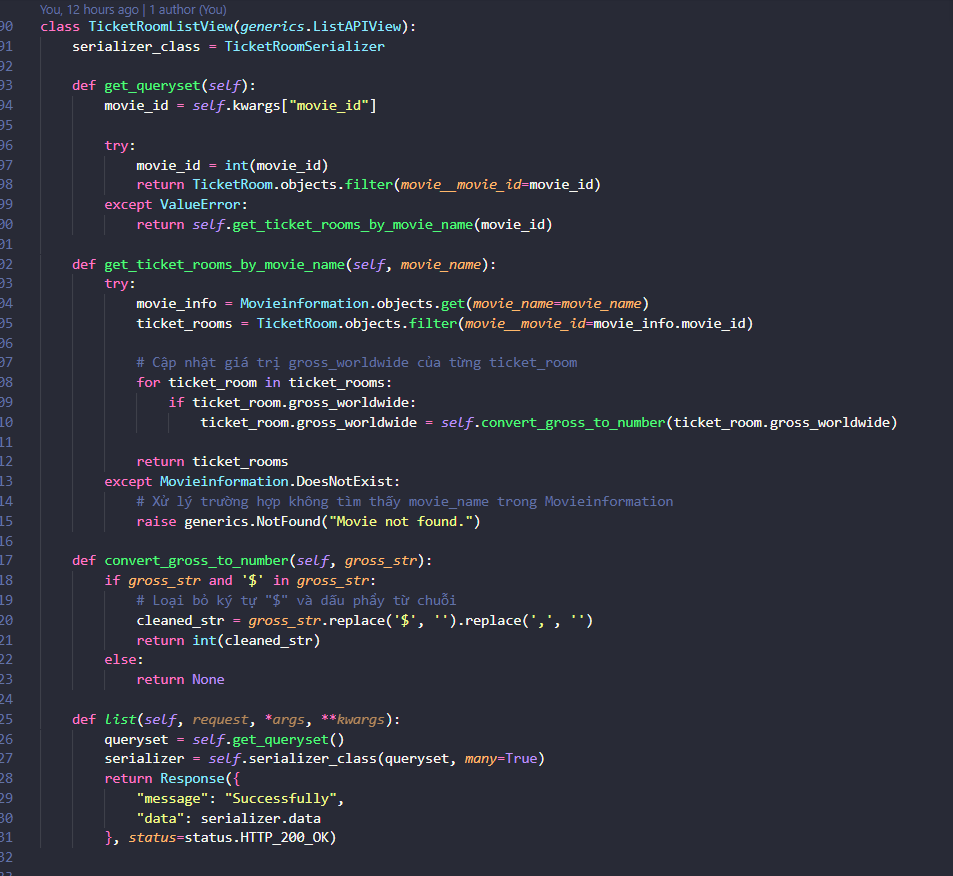 You, 12 hours ago | 1 author (You)
90 class TicketRoomListView(generics.ListAPIView):
91     serializer_class = TicketRoomSerializer
92
93     def get_queryset(self):
94         movie_id = self.kwargs["movie_id"]
95
96         try:
97             movie_id = int(movie_id)
98             return TicketRoom.objects.filter(movie__movie_id=movie_id)
99         except ValueError:
00             return self.get_ticket_rooms_by_movie_name(movie_id)
01
02     def get_ticket_rooms_by_movie_name(self, movie_name):
03         try:
04             movie_info = Movieinformation.objects.get(movie_name=movie_name)
05             ticket_rooms = TicketRoom.objects.filter(movie__movie_id=movie_info.movie_id)
06
07             # Cập nhật giá trị gross_worldwide của từng ticket_room
08             for ticket_room in ticket_rooms:
09                 if ticket_room.gross_worldwide:
10                     ticket_room.gross_worldwide = self.convert_gross_to_number(ticket_room.gross_worldwide)
11
12             return ticket_rooms
13         except Movieinformation.DoesNotExist:
14             # Xử lý trường hợp không tìm thấy movie_name trong Movieinformation
15             raise generics.NotFound("Movie not found.")
16
17     def convert_gross_to_number(self, gross_str):
18         if gross_str and '$' in gross_str:
19             # Loại bỏ ký tự "$" và dấu phẩy từ chuỗi
20             cleaned_str = gross_str.replace('$', '').replace(',', '')
21             return int(cleaned_str)
22         else:
23             return None
24
25     def list(self, request, *args, **kwargs):
26         queryset = self.get_queryset()
27         serializer = self.serializer_class(queryset, many=True)
28         return Response({
29             "message": "Successfully",
30             "data": serializer.data
31         }, status=status.HTTP_200_OK)
32